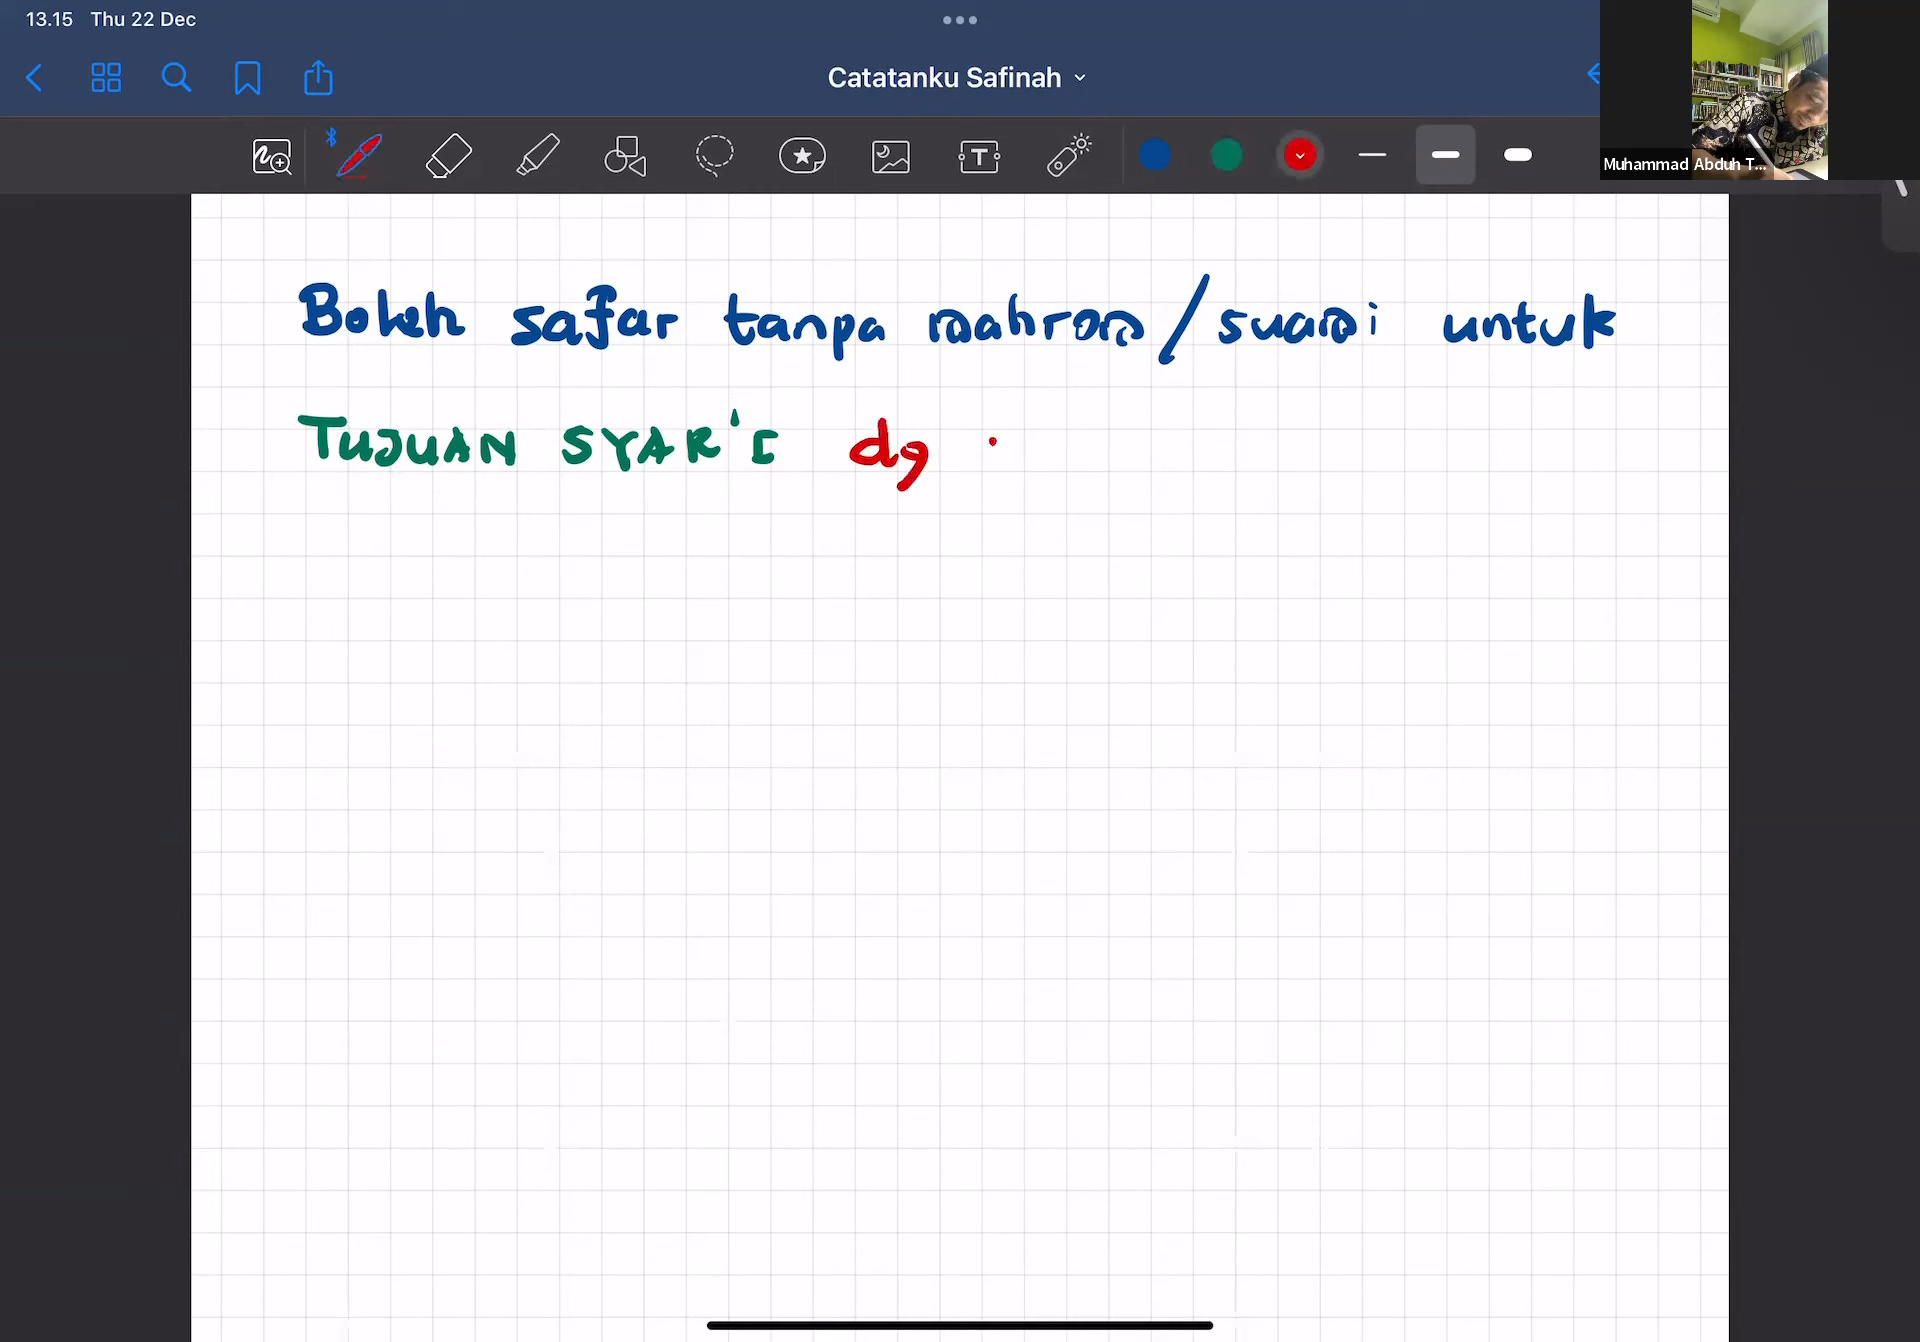 13.15 Thu 22 Dec
Catatanku Safinah
T
Muhammad Abduh T...
Boleh safar tanpa mahrom/suami untuk
TUJUAN SYAR'I dg